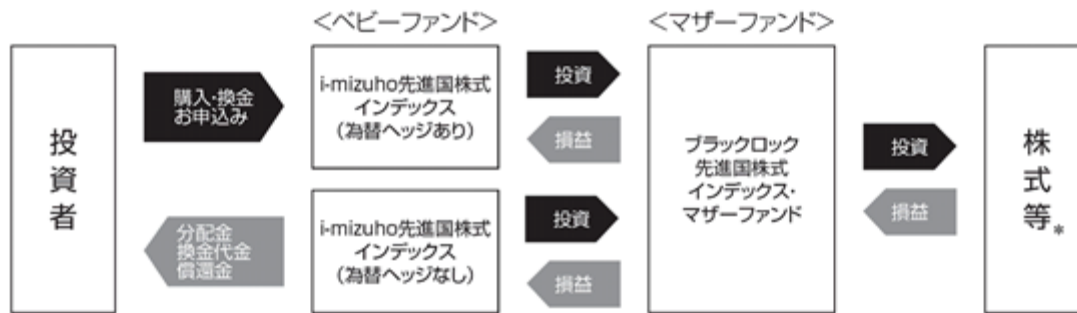 <ベビーファンド>
<マザーファンド>
投資者
購入・換金
お申込み
分配金
換金代金
償還金
i-mizuho先進国株式
インデックス
(為替ヘッジあり)
投資
損益
i-mizuho先進国株式
インデックス
(為替ヘッジなし)
投資
損益
ブラックロック
先進国株式
インデックス・
マザーファンド
投資
損益
株式等*